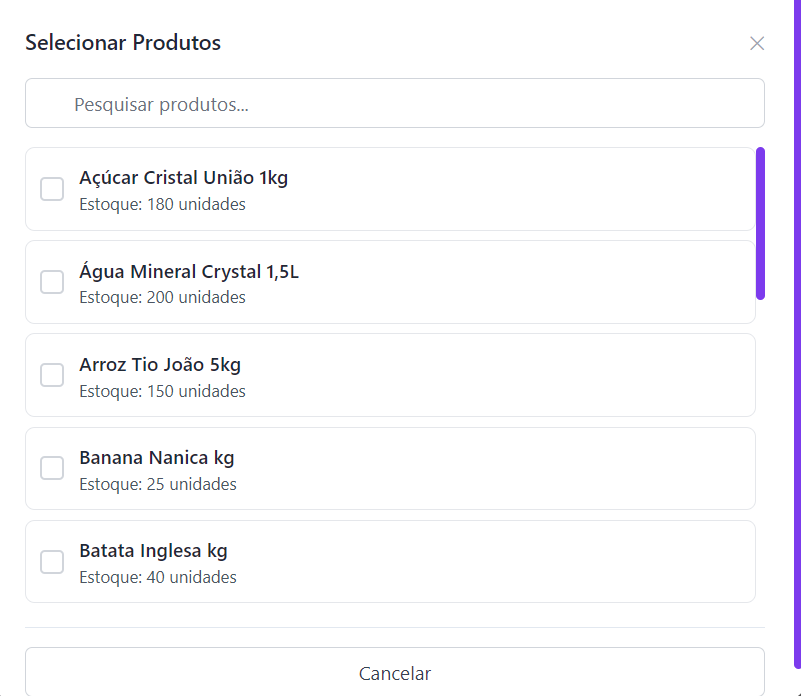 Selecionar Produtos
Pesquisar produtos...
Açúcar Cristal União 1kg
Estoque: 180 unidades
Água Mineral Crystal 1,5L
Estoque: 200 unidades
Arroz Tio João 5kg
Estoque: 150 unidades
Banana Nanica kg
Estoque: 25 unidades
Batata Inglesa kg
Estoque: 40 unidades
Cancelar